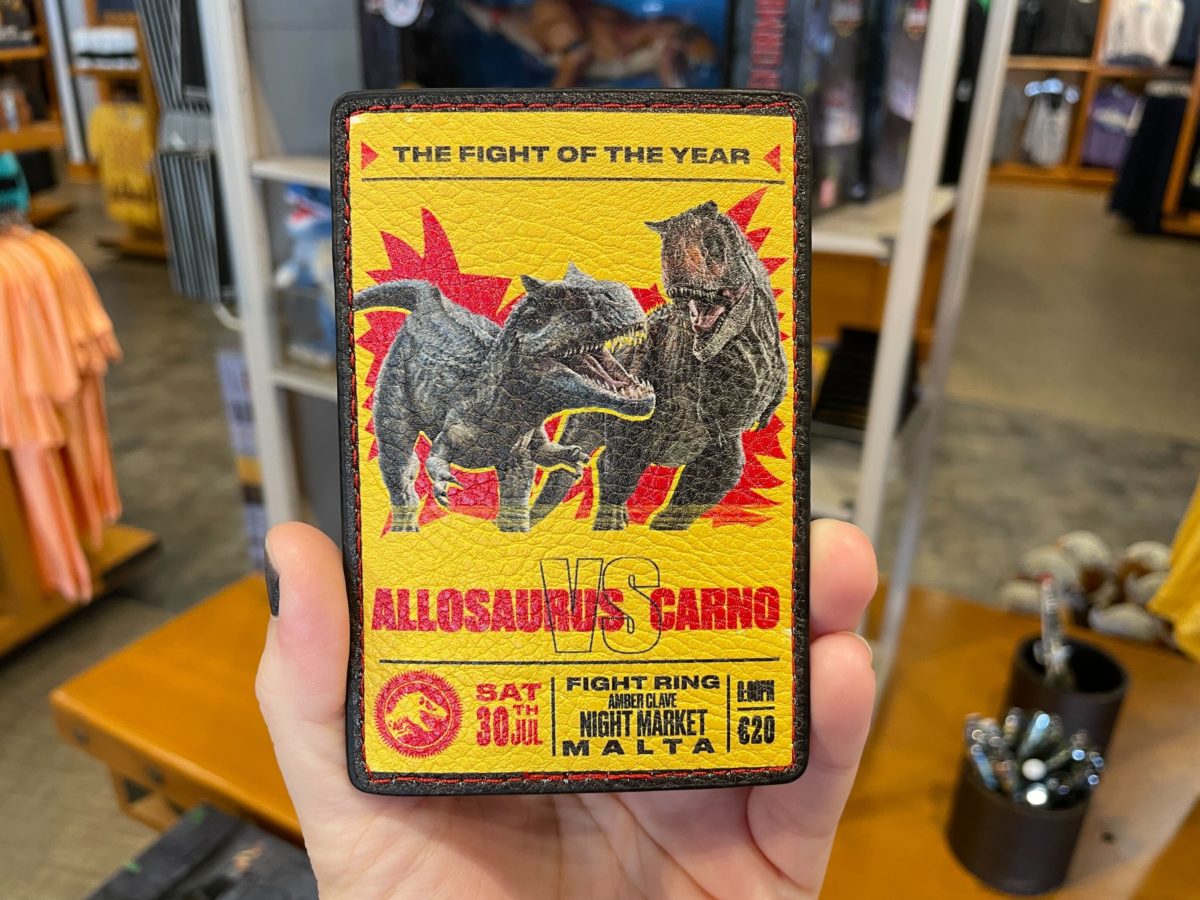 THE FIGHT OF THE YEAR
VS
ALLOSAURUS CARNO
SAT
30TH JUL
FIGHT RING
AMBER CLAVE
NIGHT MARKET
MALTA
€20